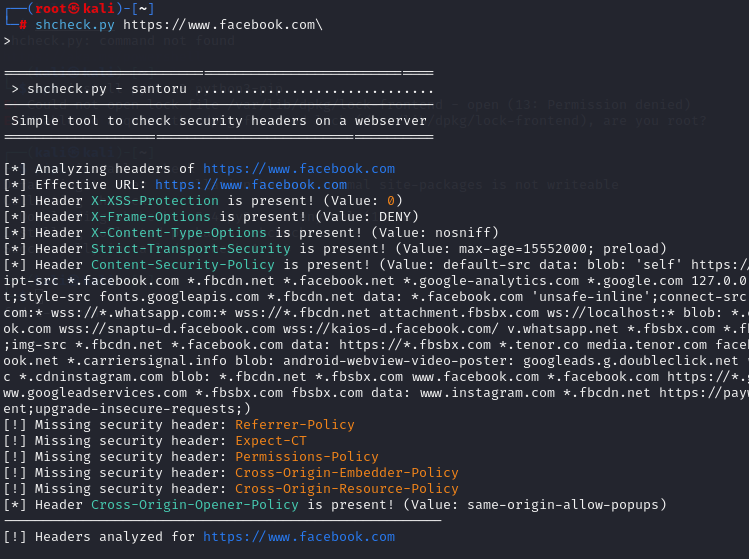 ┌──(root㉿kali)-[~]
└─# shcheck.py https://www.facebook.com\
>
======================================================
> shcheck.py - santoru ..............................
------------------------------------------------------
Simple tool to check security headers on a webserver
======================================================
[*] Analyzing headers of https://www.facebook.com
[*] Effective URL: https://www.facebook.com
[*] Header X-XSS-Protection is present! (Value: 0)
[*] Header X-Frame-Options is present! (Value: DENY)
[*] Header X-Content-Type-Options is present! (Value: nosniff)
[*] Header Strict-Transport-Security is present! (Value: max-age=15552000; preload)
[*] Header Content-Security-Policy is present! (Value: default-src data: blob: 'self' https:/
ipt-src *.facebook.com *.fbcdn.net *.facebook.net *.google-analytics.com *.google.com 127.0.0
t;style-src fonts.googleapis.com *.fbcdn.net data: *.facebook.com 'unsafe-inline';connect-src
com:* wss://*.whatsapp.com:* wss://*.fbcdn.net attachment.fbsbx.com ws://localhost:* blob: *.
ok.com wss://snaptu-d.facebook.com wss://kaios-d.facebook.com/ v.whatsapp.net *.fbsbx.com *.f
;img-src *.fbcdn.net *.facebook.com data: https://*.fbsbx.com *.tenor.co media.tenor.com face
ook.net *.carriersignal.info blob: android-webview-video-poster: googleads.g.doubleclick.net
c *.cdninstagram.com blob: *.fbcdn.net *.fbsbx.com www.facebook.com *.facebook.com https://*.
ww.googleadservices.com *.fbsbx.com fbsbx.com data: www.instagram.com *.fbcdn.net https://pay
ent;upgrade-insecure-requests;)
[!] Missing security header: Referrer-Policy
[!] Missing security header: Expect-CT
[!] Missing security header: Permissions-Policy
[!] Missing security header: Cross-Origin-Embedder-Policy
[!] Missing security header: Cross-Origin-Resource-Policy
[*] Header Cross-Origin-Opener-Policy is present! (Value: same-origin-allow-popups)
-------------------------------------------------------
[!] Headers analyzed for https://www.facebook.com